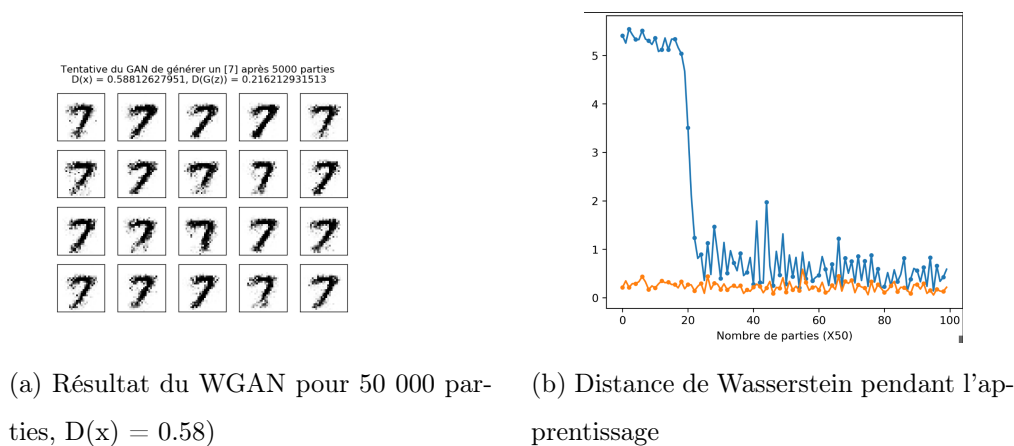 Tentative du GAN de générer un [7] après 5000 parties
D(x) = 0.58812627951, D(G(z)) = 0.216212931513
5
4
3
2
1
0
0 20 40 60 80 100
Nombre de parties (X50)
(a) Résultat du WGAN pour 50 000 par-
ties, D(x) = 0.58)
(b) Distance de Wasserstein pendant l'ap-
prentissage